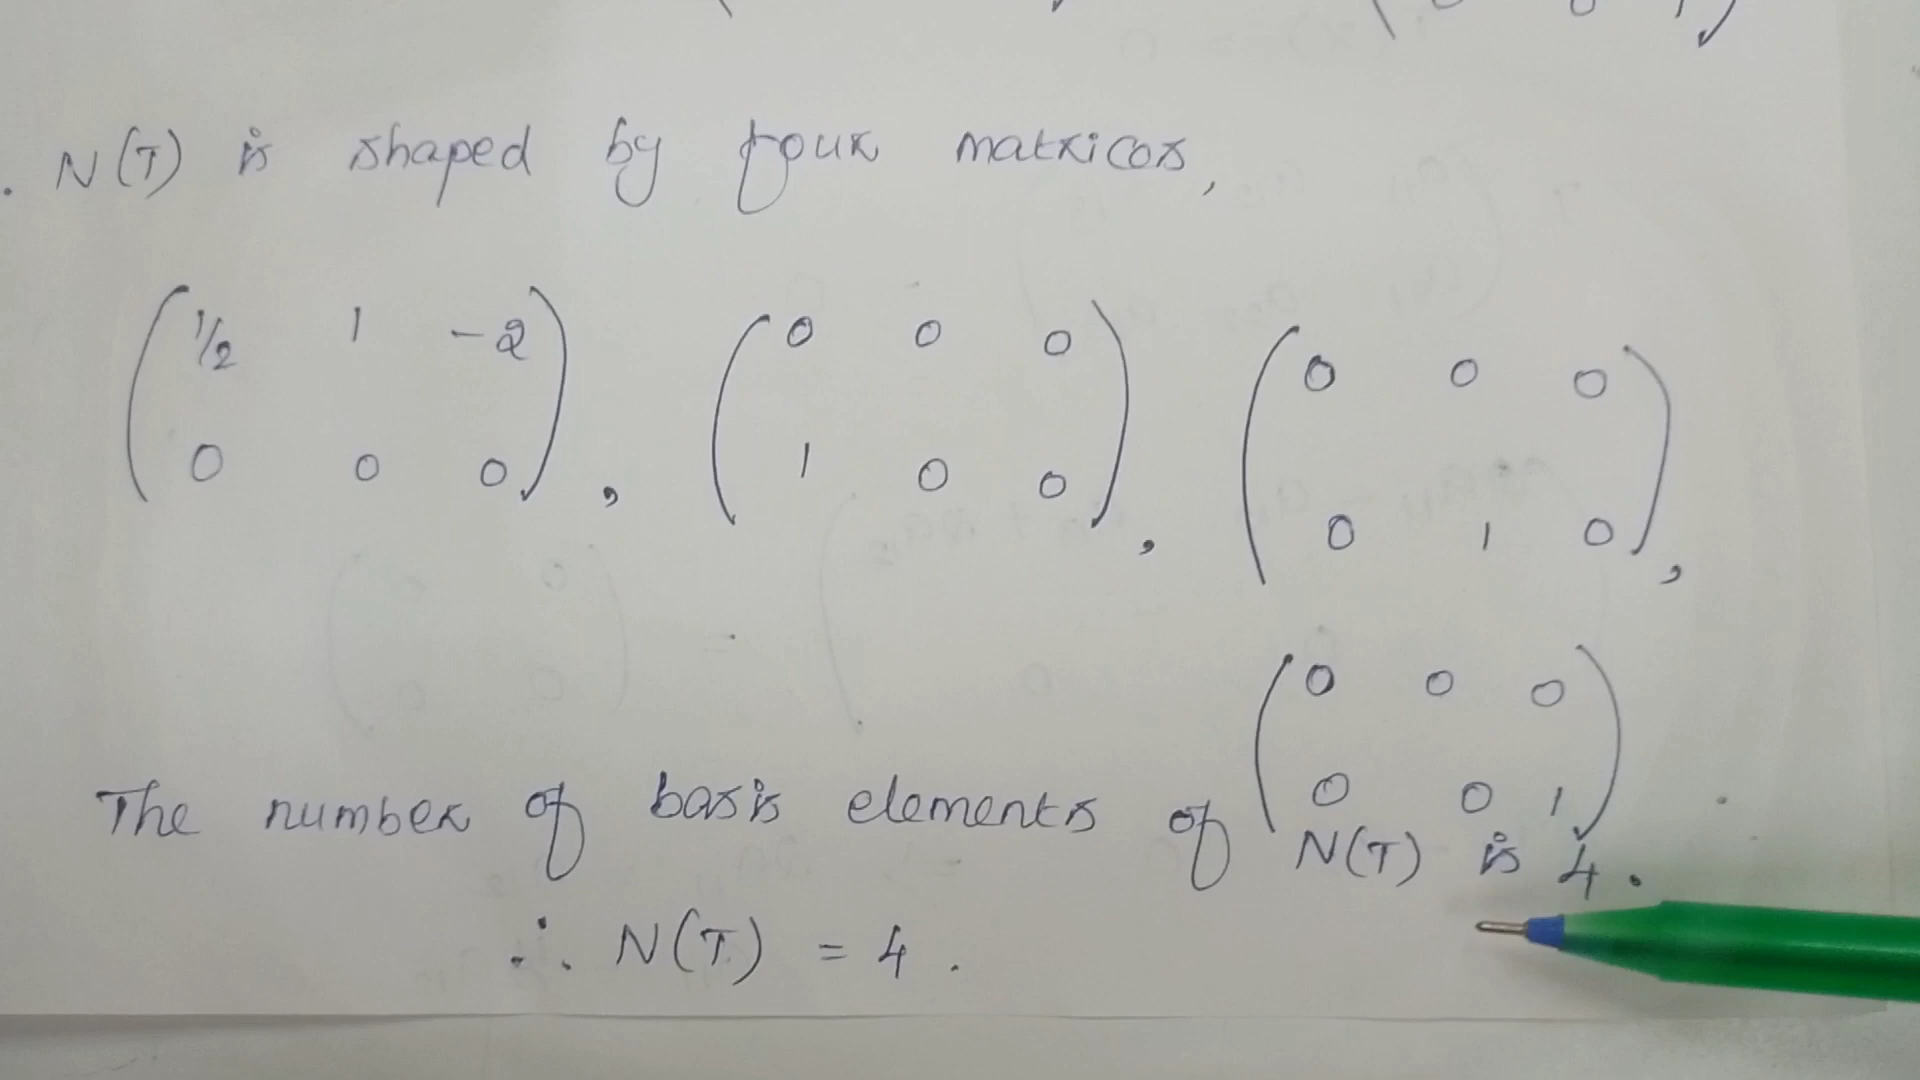 N(T) is shaped by four matrices,
(1/2 1 -2
0 0 0), (0 0 0
1 0 0), (0 0 0
0 1 0),
(0 0 0
0 0 1)
The number of basis elements of N(T) is 4.
∴ N(T) = 4.